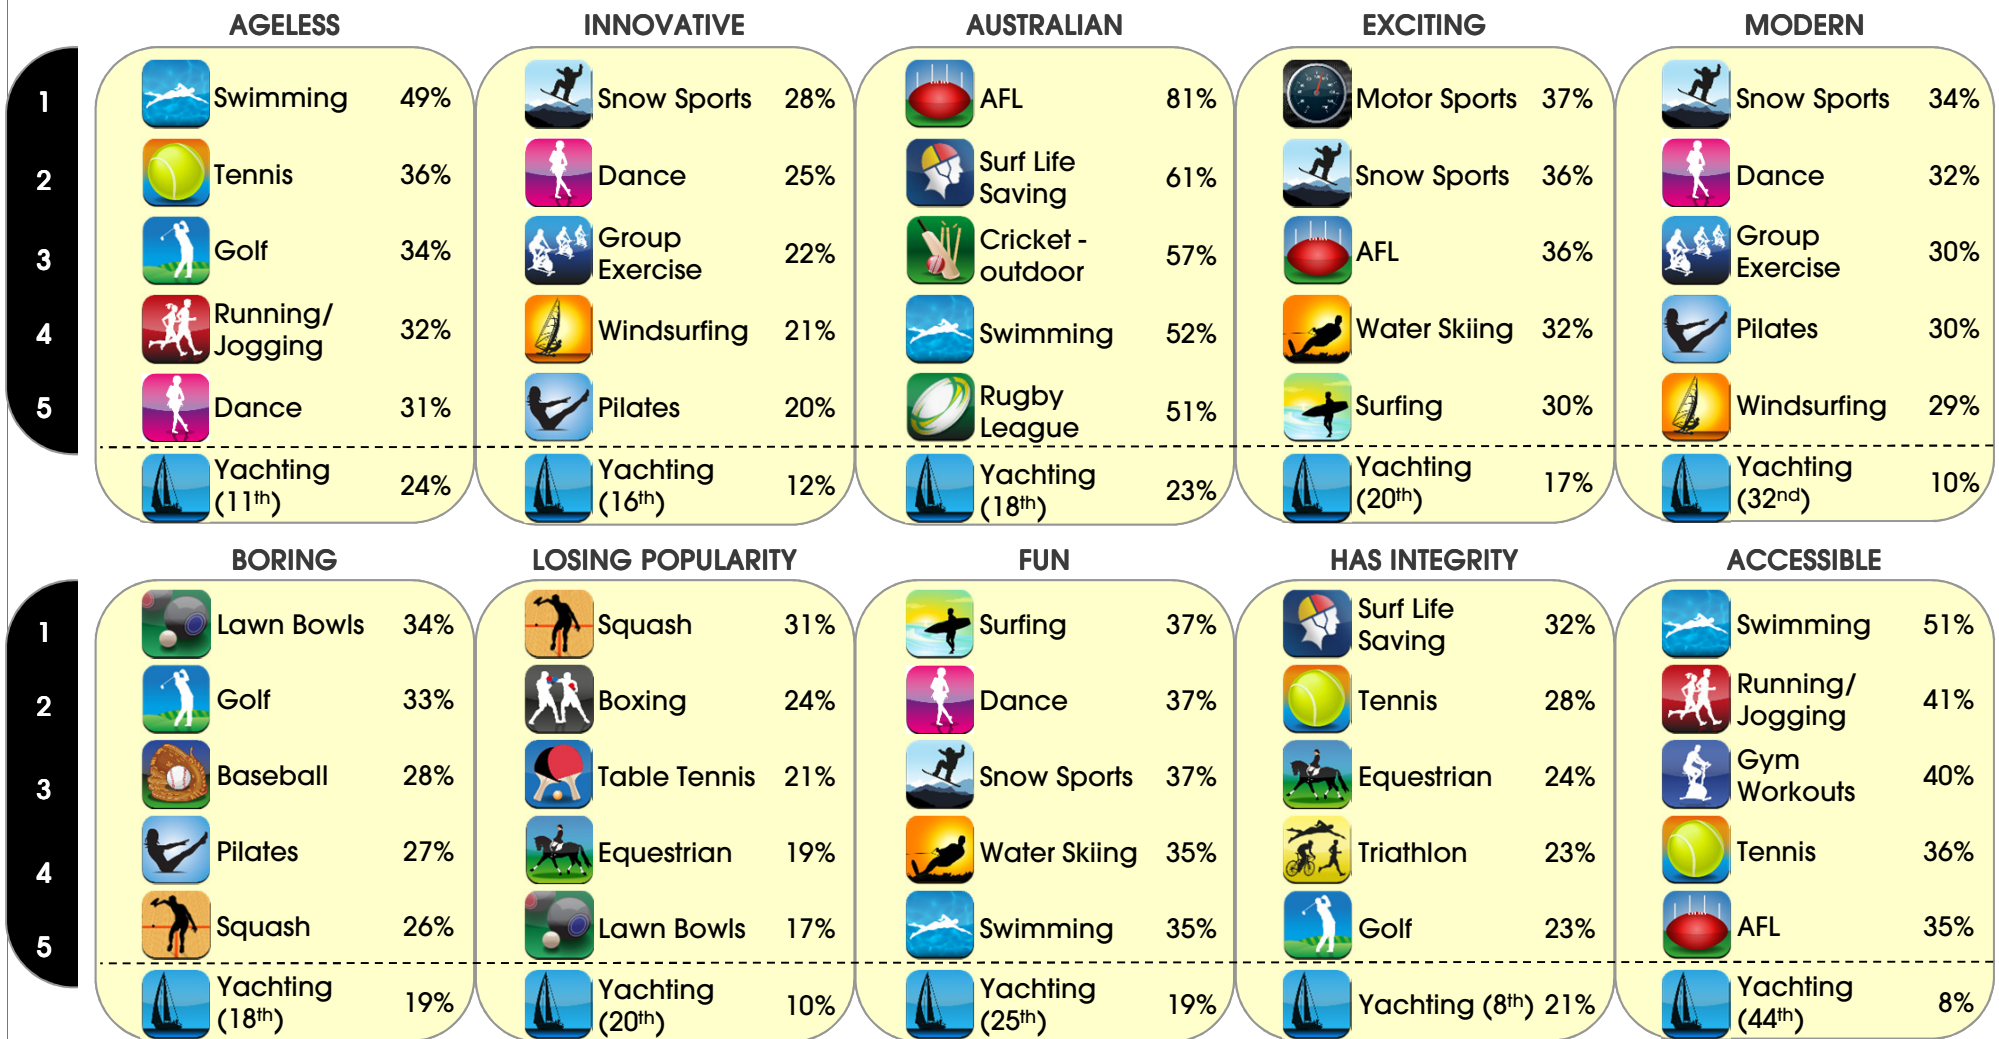 AGELESS INNOVATIVE AUSTRALIAN EXCITING MODERN
1
2
3
4
5
Swimming 49%
Tennis 36%
Golf 34%
Running/
Jogging 32%
Dance 31%
Yachting
(11th) 24%
Snow Sports 28%
Dance 25%
Group
Exercise 22%
Windsurfing 21%
Pilates 20%
Yachting
(16th) 12%
AFL 81%
Surf Life
Saving 61%
Cricket -
outdoor 57%
Swimming 52%
Rugby
League 51%
Yachting
(18th) 23%
Motor Sports 37%
Snow Sports 36%
AFL 36%
Water Skiing 32%
Surfing 30%
Yachting
(20th) 17%
Snow Sports 34%
Dance 32%
Group
Exercise 30%
Pilates 30%
Windsurfing 29%
Yachting
(32nd) 10%
BORING LOSING POPULARITY FUN HAS INTEGRITY ACCESSIBLE
1
2
3
4
5
Lawn Bowls 34%
Golf 33%
Baseball 28%
Pilates 27%
Squash 26%
Yachting
(18th) 19%
Squash 31%
Boxing 24%
Table Tennis 21%
Equestrian 19%
Lawn Bowls 17%
Yachting
(20th) 10%
Surfing 37%
Dance 37%
Snow Sports 37%
Water Skiing 35%
Swimming 35%
Yachting
(25th) 19%
Surf Life
Saving 32%
Tennis 28%
Equestrian 24%
Triathlon 23%
Golf 23%
Yachting (8th) 21%
Swimming 51%
Running/
Jogging 41%
Gym
Workouts 40%
Tennis 36%
AFL 35%
Yachting
(44th) 8%